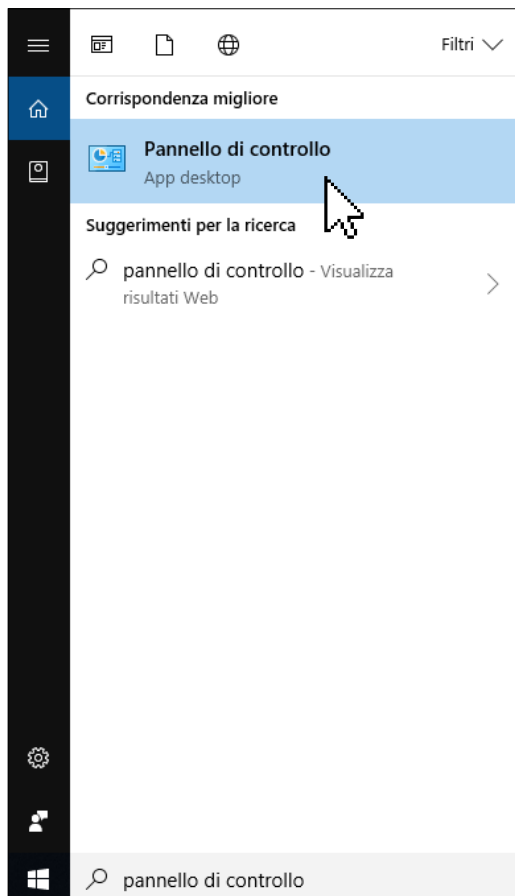 Filtri
Corrispondenza migliore
Pannello di controllo
App desktop
Suggerimenti per la ricerca
pannello di controllo - Visualizza
risultati Web
pannello di controllo